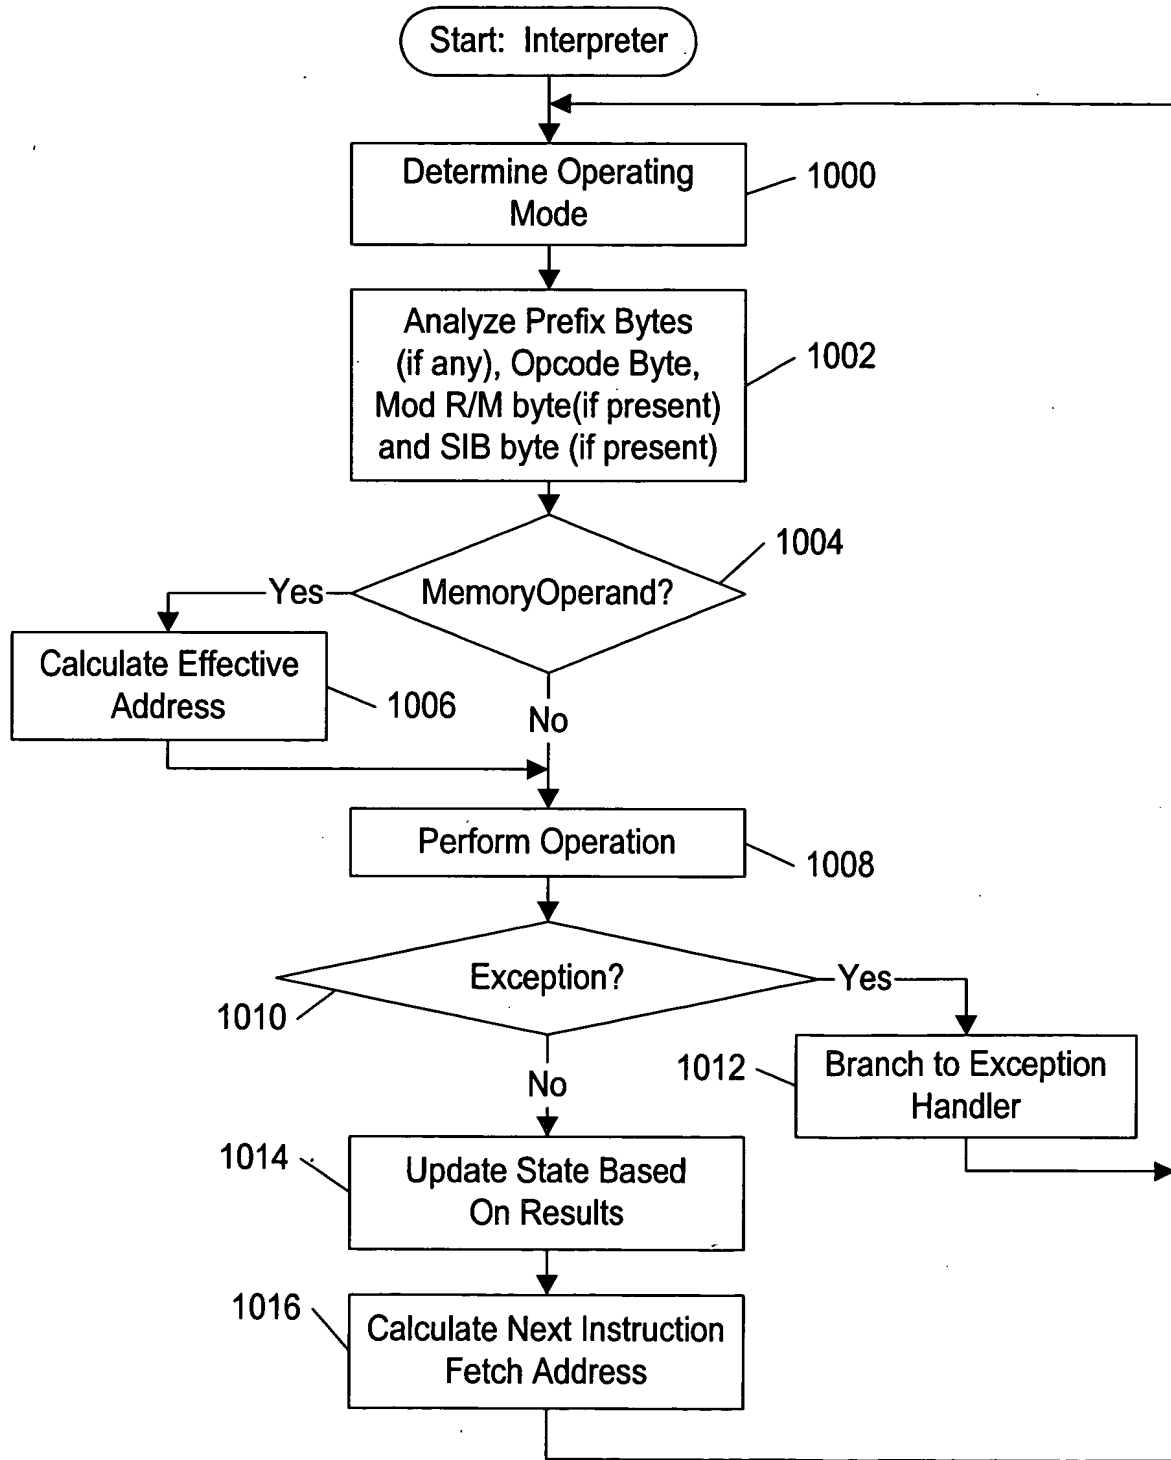 Start: Interpreter
Determine Operating
Mode
1000
Analyze Prefix Bytes
(if any), Opcode Byte,
Mod R/M byte(if present)
and SIB byte (if present)
1002
MemoryOperand?
1004
Yes
Calculate Effective
Address
1006
No
Perform Operation
1008
Exception?
1010
Yes
Branch to Exception
Handler
1012
No
Update State Based
On Results
1014
Calculate Next Instruction
Fetch Address
1016